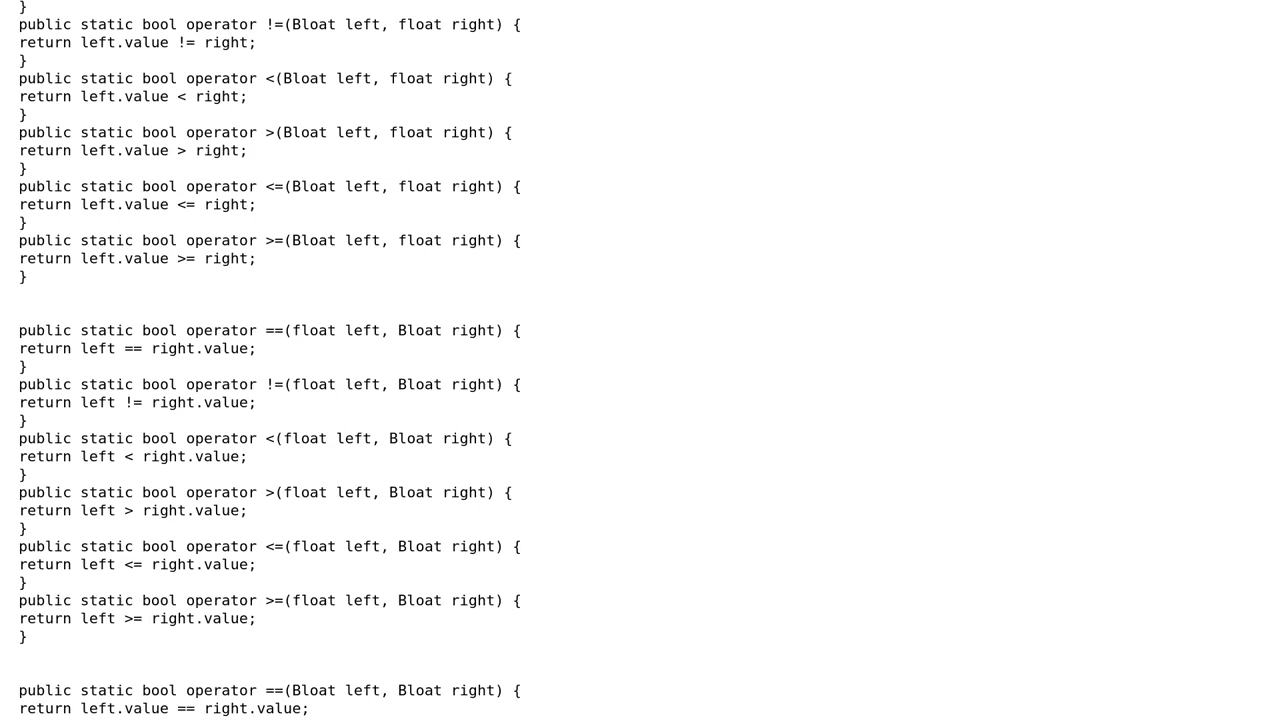 }
public static bool operator !=(Bloat left, float right) {
return left.value != right;
}
public static bool operator <(Bloat left, float right) {
return left.value < right;
}
public static bool operator >(Bloat left, float right) {
return left.value > right;
}
public static bool operator <=(Bloat left, float right) {
return left.value <= right;
}
public static bool operator >=(Bloat left, float right) {
return left.value >= right;
}
public static bool operator ==(float left, Bloat right) {
return left == right.value;
}
public static bool operator !=(float left, Bloat right) {
return left != right.value;
}
public static bool operator <(float left, Bloat right) {
return left < right.value;
}
public static bool operator >(float left, Bloat right) {
return left > right.value;
}
public static bool operator <=(float left, Bloat right) {
return left <= right.value;
}
public static bool operator >=(float left, Bloat right) {
return left >= right.value;
}
public static bool operator ==(Bloat left, Bloat right) {
return left.value == right.value;